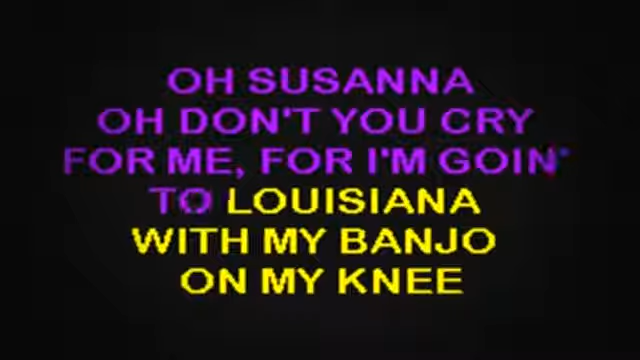 OH SUSANNA
OH DON'T YOU CRY
FOR ME, FOR I'M GOIN'
TO LOUISIANA
WITH MY BANJO
ON MY KNEE